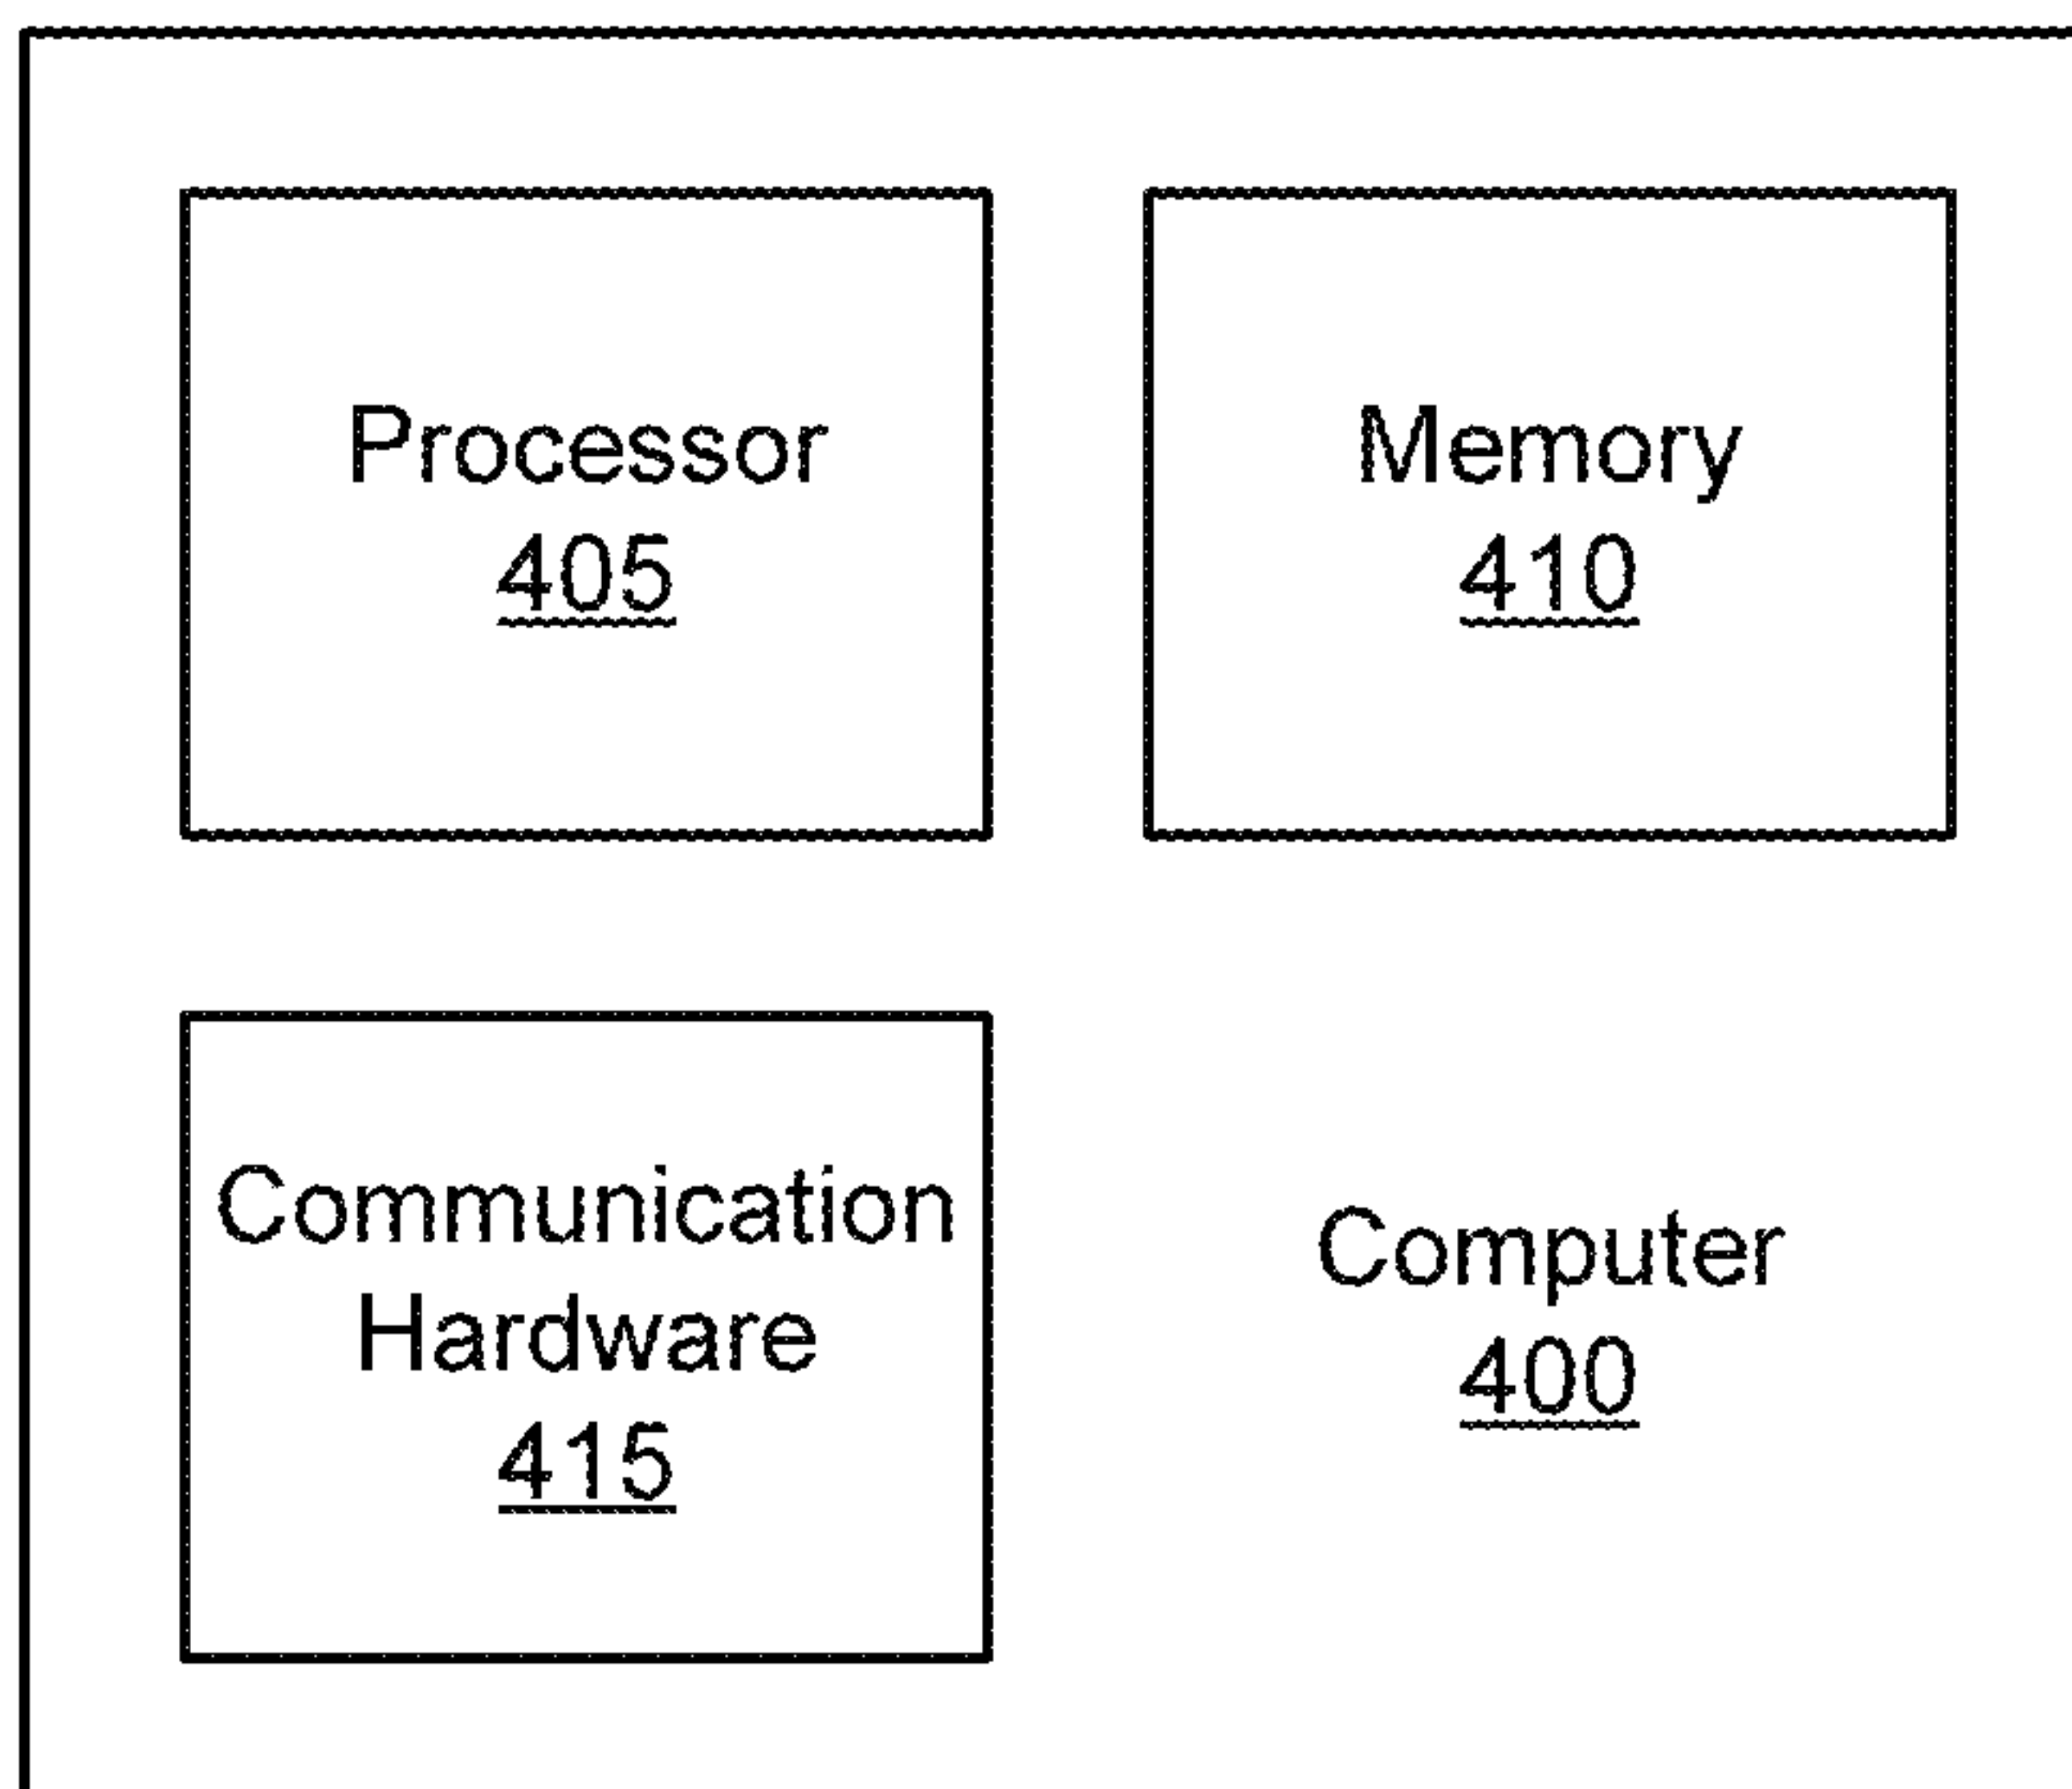 Processor
405
Memory
410
Communication
Hardware
415
Computer
400